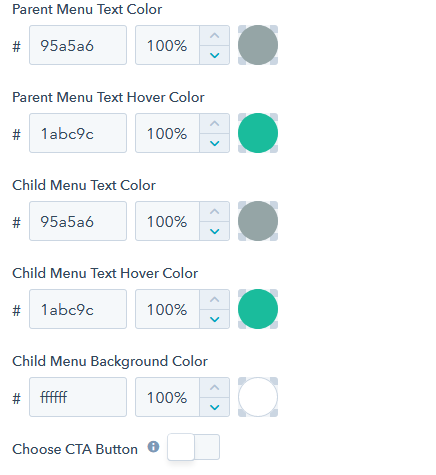 Parent Menu Text Color
# 95a5a6 100%
Parent Menu Text Hover Color
# 1abc9c 100%
Child Menu Text Color
# 95a5a6 100%
Child Menu Text Hover Color
# 1abc9c 100%
Child Menu Background Color
# ffffff 100%
Choose CTA Button i